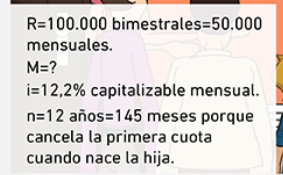 R=100.000 bimestrales=50.000
mensuales.
M=?
i=12,2% capitalizable mensual.
n=12 años=145 meses porque
cancela la primera cuota
cuando nace la hija.